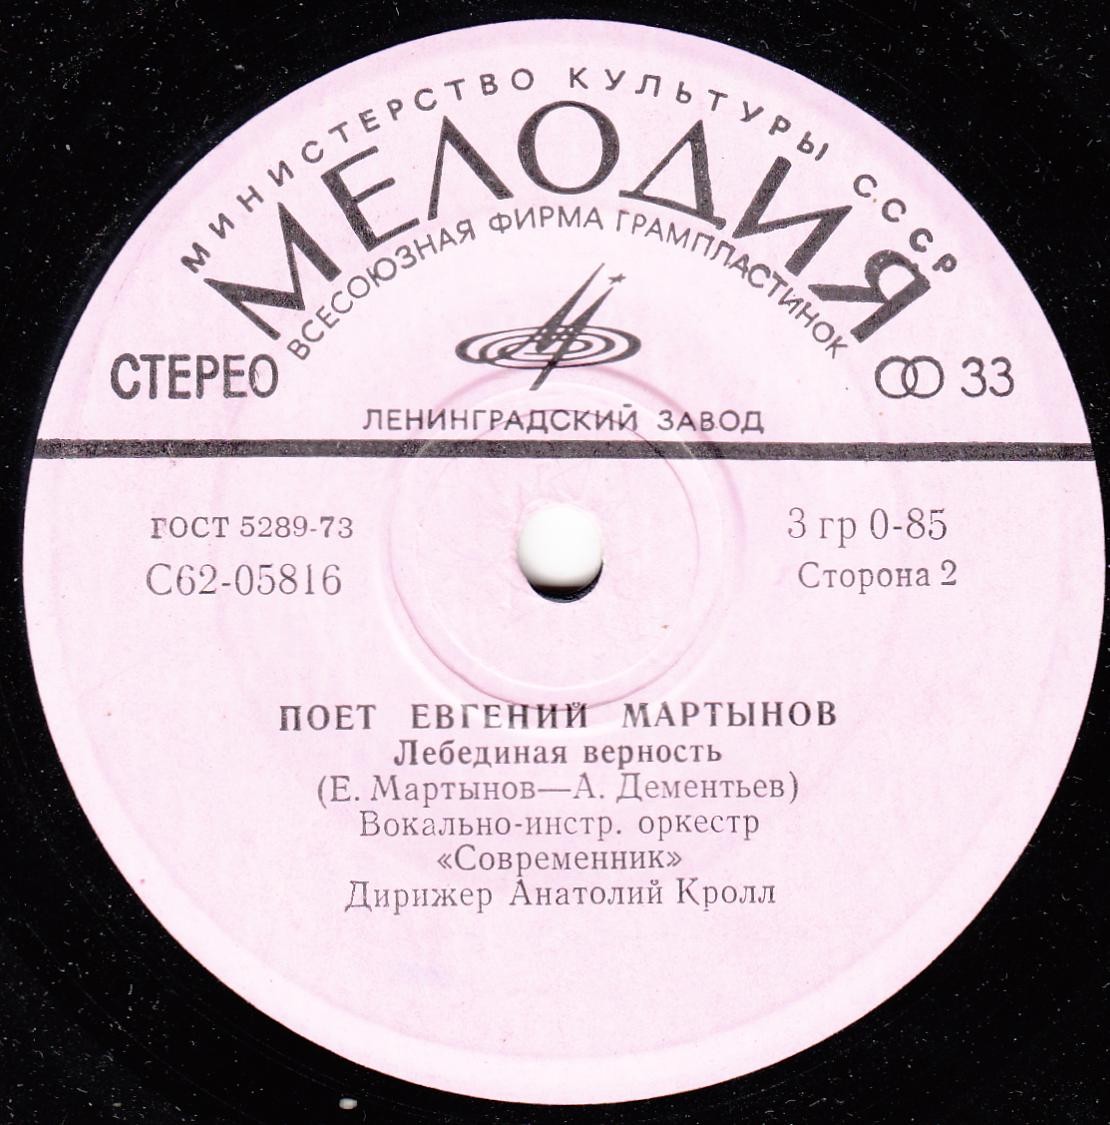 МИНИСТЕРСТВО КУЛЬТУРЫ СССР
МЕЛОДИЯ
ВСЕСОЮЗНАЯ ФИРМА ГРАМПЛАСТИНОК
СТЕРЕО
33
ЛЕНИНГРАДСКИЙ ЗАВОД
ГОСТ 5289-73
3 гр 0-85
С62-05816
Сторона 2
ПОЕТ ЕВГЕНИЙ МАРТЫНОВ
Лебединая верность
(Е. Мартынов—А. Дементьев)
Вокально-инстр. оркестр
«Современник»
Дирижер Анатолий Кролл